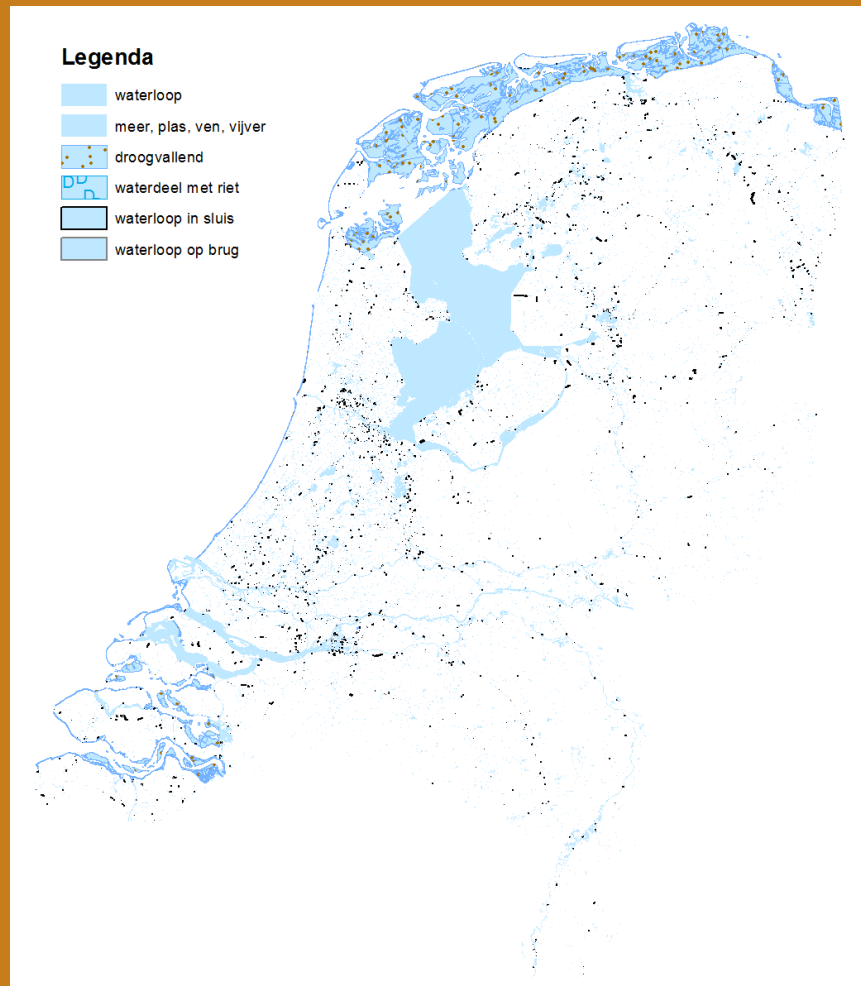 Legenda
waterloop
meer, plas, ven, vijver
droogvallend
waterdeel met riet
waterloop in sluis
waterloop op brug